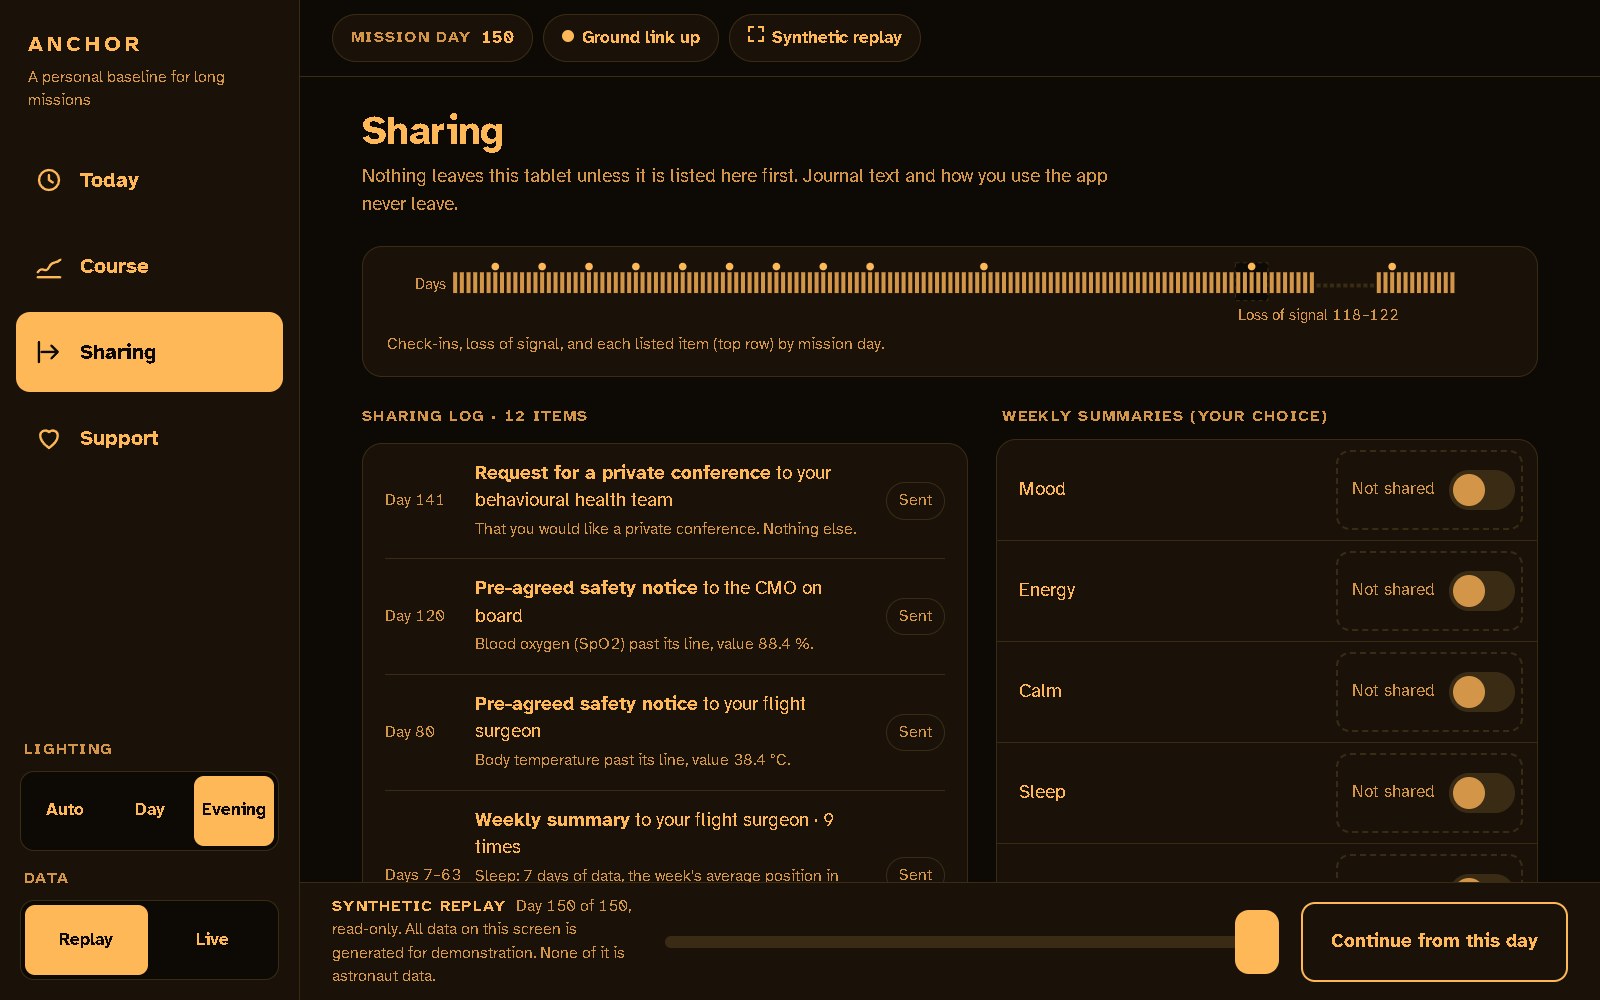 ANCHOR
A personal baseline for long
missions
Today
Course
Sharing
Support
LIGHTING
Auto
Day
Evening
DATA
Replay
Live
MISSION DAY 150
Ground link up
Synthetic replay
Sharing
Nothing leaves this tablet unless it is listed here first. Journal text and how you use the app
never leave.
Days
Loss of signal 118–122
Check-ins, loss of signal, and each listed item (top row) by mission day.
SHARING LOG · 12 ITEMS
Day 141
Request for a private conference to your
behavioural health team
That you would like a private conference. Nothing else.
Sent
Day 120
Pre-agreed safety notice to the CMO on
board
Blood oxygen (SpO2) past its line, value 88.4 %.
Sent
Day 80
Pre-agreed safety notice to your flight
surgeon
Body temperature past its line, value 38.4 °C.
Sent
Days 7–63
Weekly summary to your flight surgeon · 9
times
Sleep: 7 days of data, the week's average position in
Sent
WEEKLY SUMMARIES (YOUR CHOICE)
Mood
Not shared
Energy
Not shared
Calm
Not shared
Sleep
Not shared
SYNTHETIC REPLAY Day 150 of 150,
read-only. All data on this screen is
generated for demonstration. None of it is
astronaut data.
Continue from this day